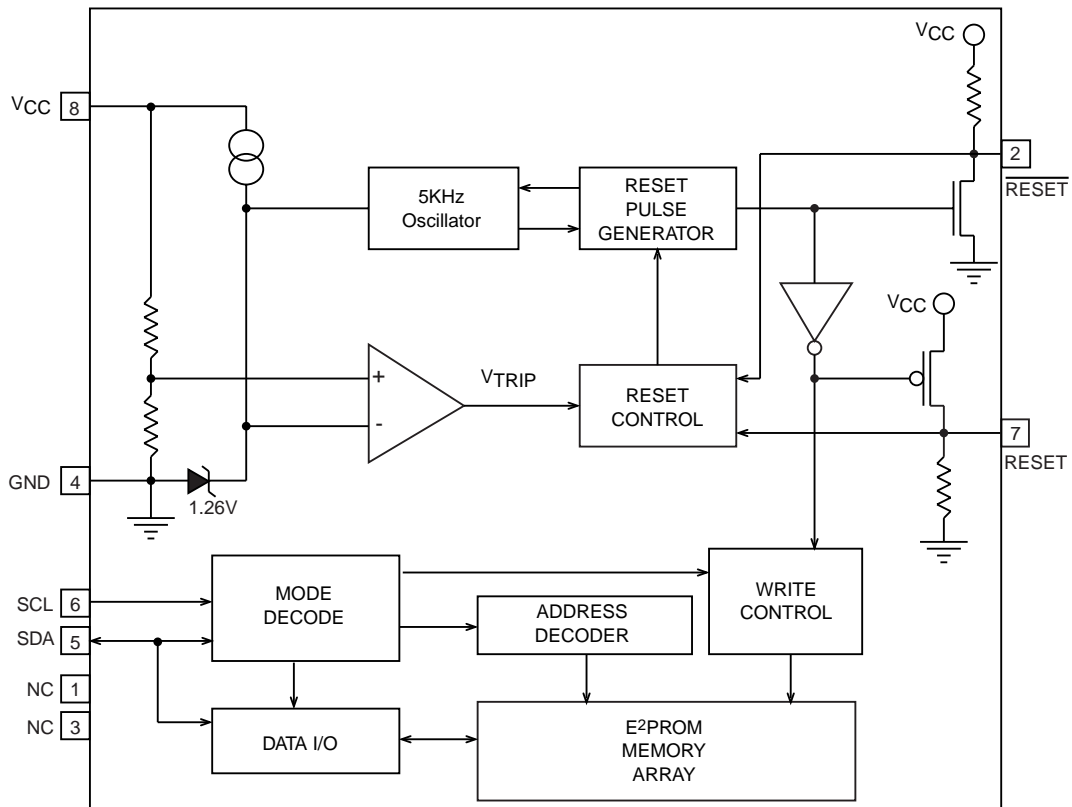 VCC
VCC 8
2
RESET
5KHz
Oscillator
RESET
PULSE
GENERATOR
VCC
+
-
VTRIP
RESET
CONTROL
7
RESET
GND 4
1.26V
SCL 6
SDA 5
NC 1
NC 3
MODE
DECODE
ADDRESS
DECODER
WRITE
CONTROL
DATA I/O
E2PROM
MEMORY
ARRAY